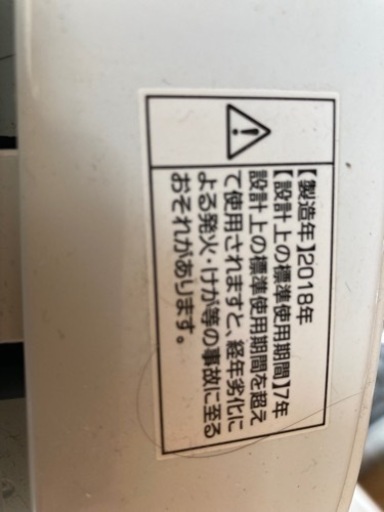 【製造年】2018年
【設計上の標準使用期間】7年
設計上の標準使用期間を超え
て使用されますと、経年劣化に
よる発火・けが等の事故に至る
おそれがあります。